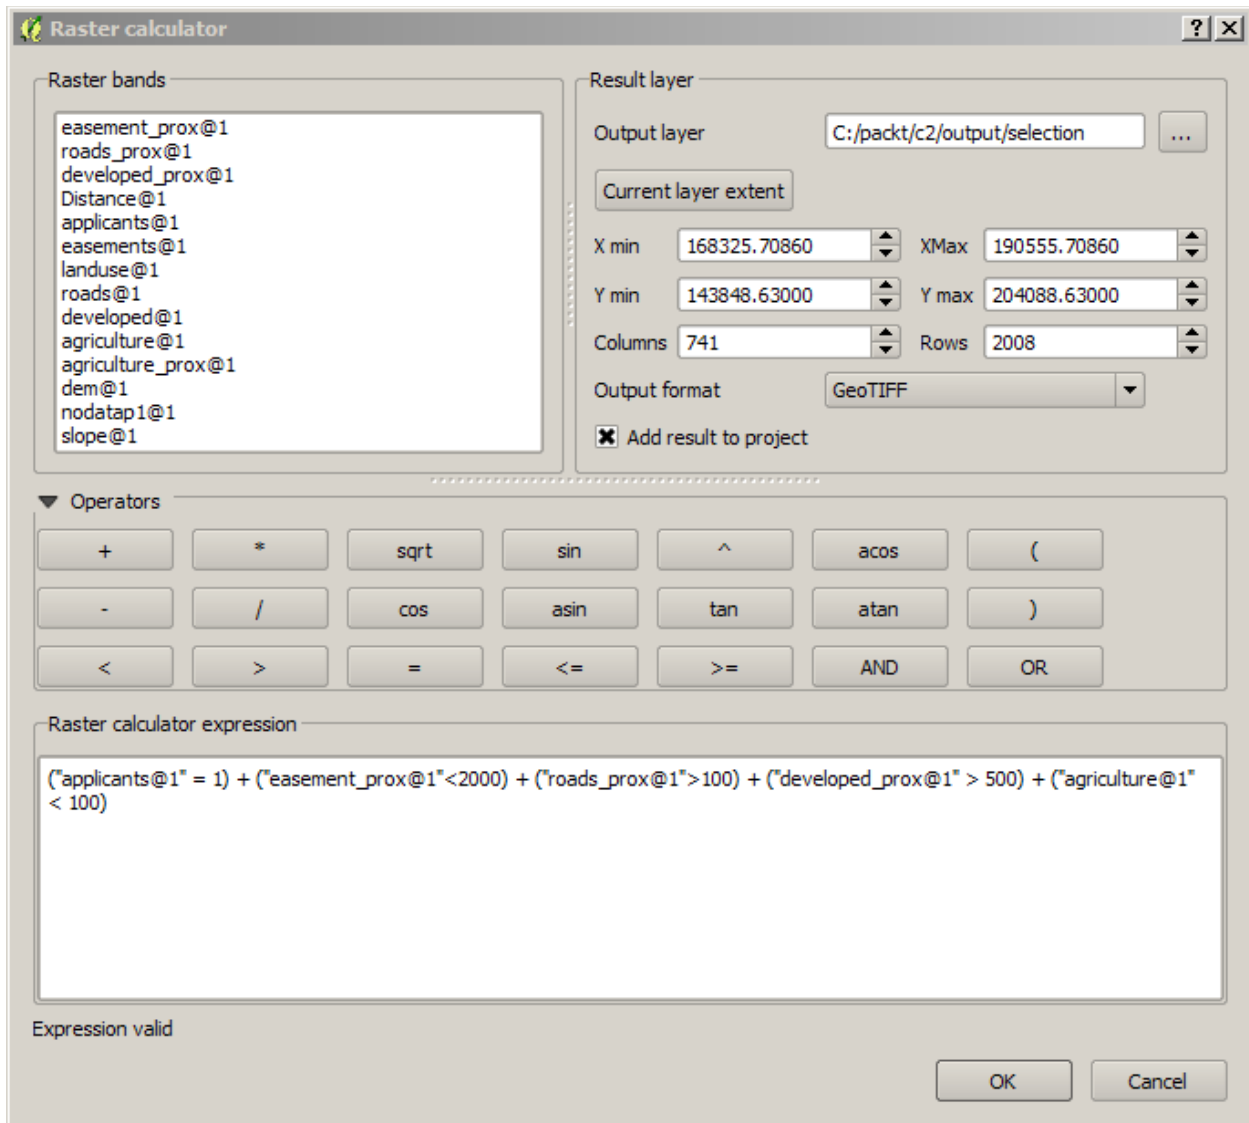 Raster calculator
?
Raster bands
easement_prox@1
roads_prox@1
developed_prox@1
Distance@1
applicants@1
easements@1
landuse@1
roads@1
developed@1
agriculture@1
agriculture_prox@1
dem@1
nodatap1@1
slope@1
Result layer
Output layer C:/packt/c2/output/selection ...
Current layer extent
X min 168325.70860 XMax 190555.70860
Y min 143848.63000 Y max 204088.63000
Columns 741 Rows 2008
Output format GeoTIFF
Add result to project
Operators
+ * sqrt sin ^ acos (
- / cos asin tan atan )
< > = <= >= AND OR
Raster calculator expression
("applicants@1" = 1) + ("easement_prox@1"<2000) + ("roads_prox@1">100) + ("developed_prox@1" > 500) + ("agriculture@1"
< 100)
Expression valid
OK Cancel